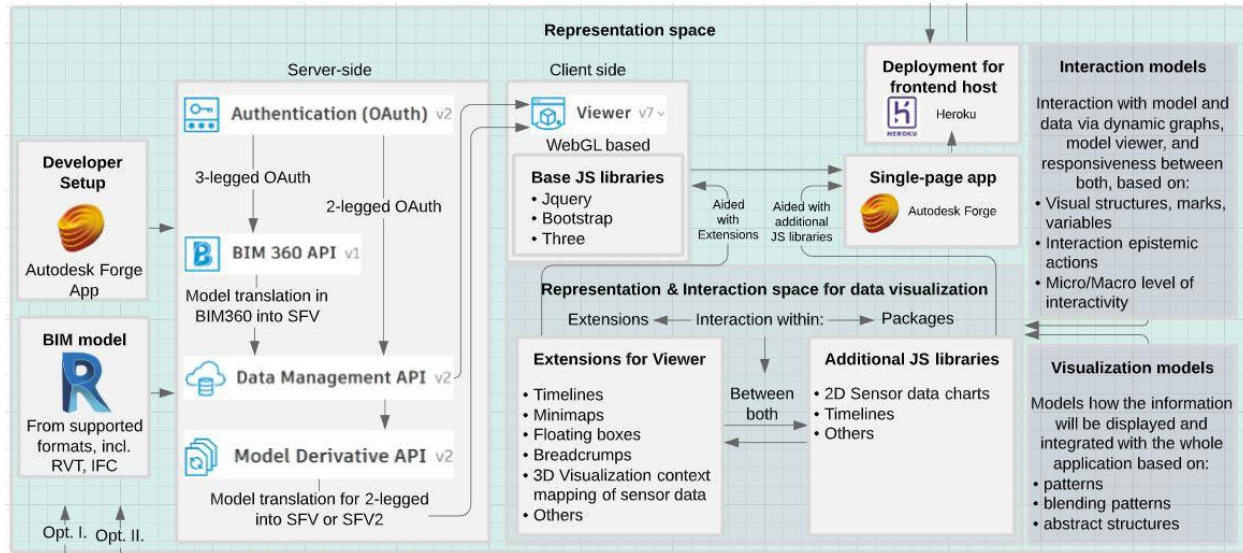 Representation space
Server-side
Authentication (OAuth) v2
3-legged OAuth
2-legged OAuth
BIM 360 API v1
Model translation in
BIM360 into SFV
Data Management API v2
Model Derivative API v2
Model translation for 2-legged
into SFV or SFV2
Developer
Setup
Autodesk Forge
App
BIM model
R
From supported
formats, incl.
RVT, IFC
Opt. I.
Opt. II.
Client side
Viewer v7
WebGL based
Base JS libraries
• Jquery
• Bootstrap
• Three
Aided
with
Extensions
Aided with
additional
JS libraries
Deployment for
frontend host
HEROKU
Heroku
Single-page app
Autodesk Forge
Representation & Interaction space for data visualization
Extensions
Interaction within:
Packages
Extensions for Viewer
• Timelines
• Minimaps
• Floating boxes
• Breadcrumps
• 3D Visualization context
mapping of sensor data
• Others
Between
both
Additional JS libraries
• 2D Sensor data charts
• Timelines
• Others
Interaction models
Interaction with model and
data via dynamic graphs,
model viewer, and
responsiveness between
both, based on:
• Visual structures, marks,
variables
• Interaction epistemic
actions
• Micro/Macro level of
interactivity
Visualization models
Models how the information
will be displayed and
integrated with the whole
application based on:
• patterns
• blending patterns
• abstract structures